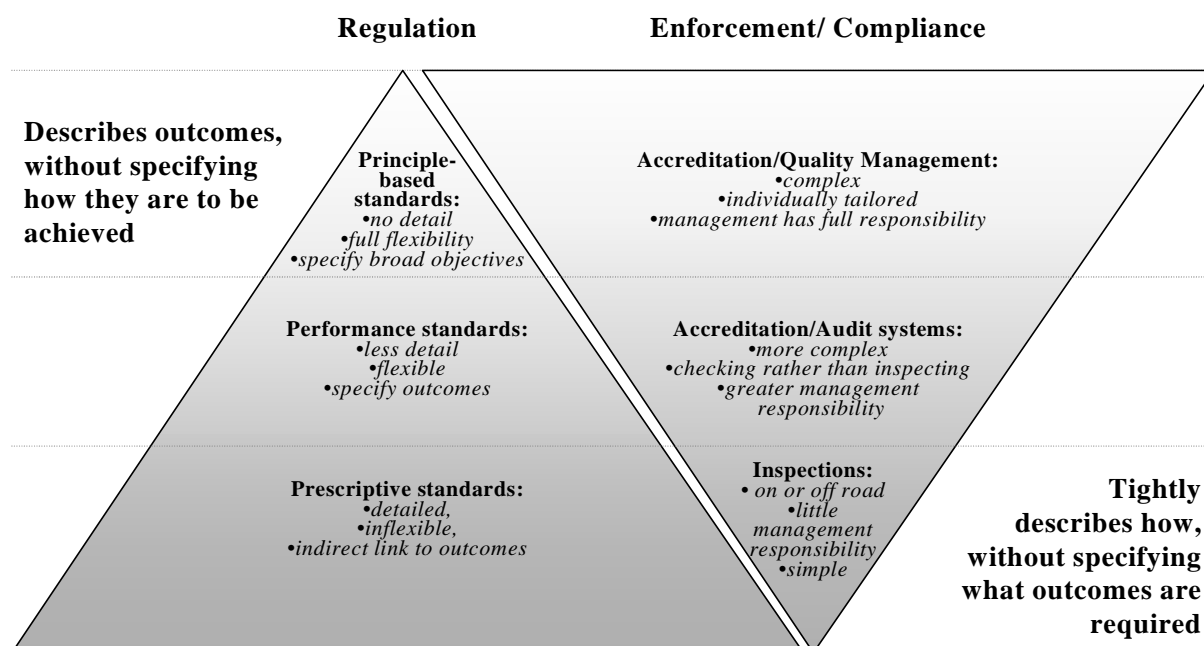 Regulation
Enforcement/ Compliance
Describes outcomes,
without specifying
how they are to be
achieved
Principle-
based
standards:
•no detail
•full flexibility
•specify broad objectives
Accreditation/Quality Management:
•complex
•individually tailored
•management has full responsibility
Performance standards:
•less detail
•flexible
•specify outcomes
Accreditation/Audit systems:
•more complex
•checking rather than inspecting
•greater management
responsibility
Prescriptive standards:
•detailed,
•inflexible,
•indirect link to outcomes
Inspections:
• on or off road
•little
management
responsibility
•simple
Tightly
describes how,
without specifying
what outcomes are
required